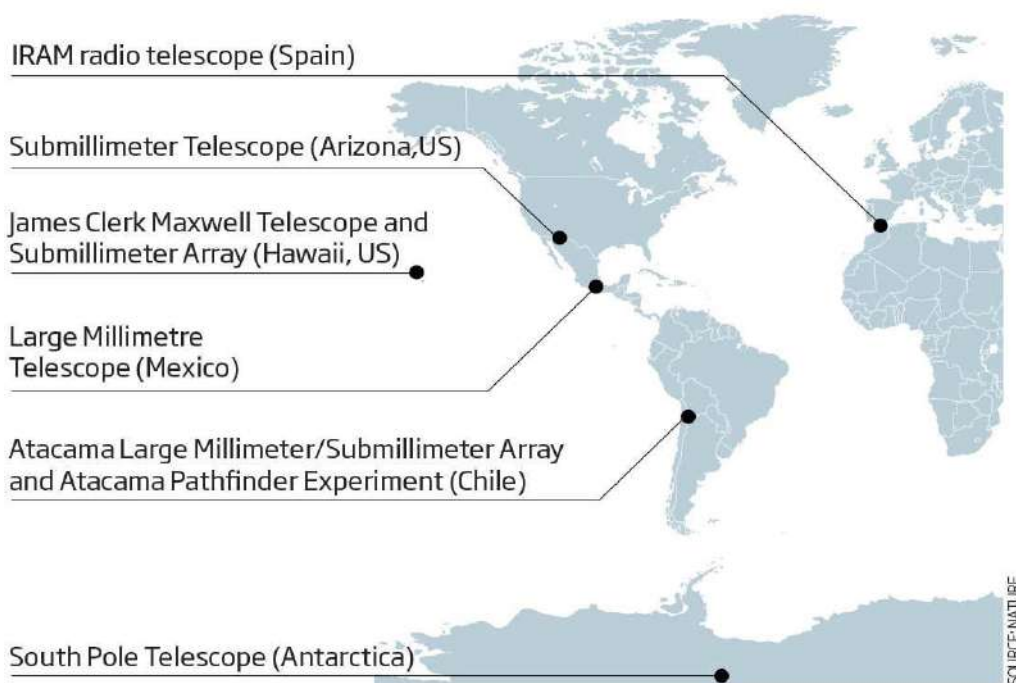 IRAM radio telescope (Spain)
Submillimeter Telescope (Arizona,US)
James Clerk Maxwell Telescope and
Submillimeter Array (Hawaii, US)
Large Millimetre
Telescope (Mexico)
Atacama Large Millimeter/Submillimeter Array
and Atacama Pathfinder Experiment (Chile)
South Pole Telescope (Antarctica)
SOURCE:NATURE